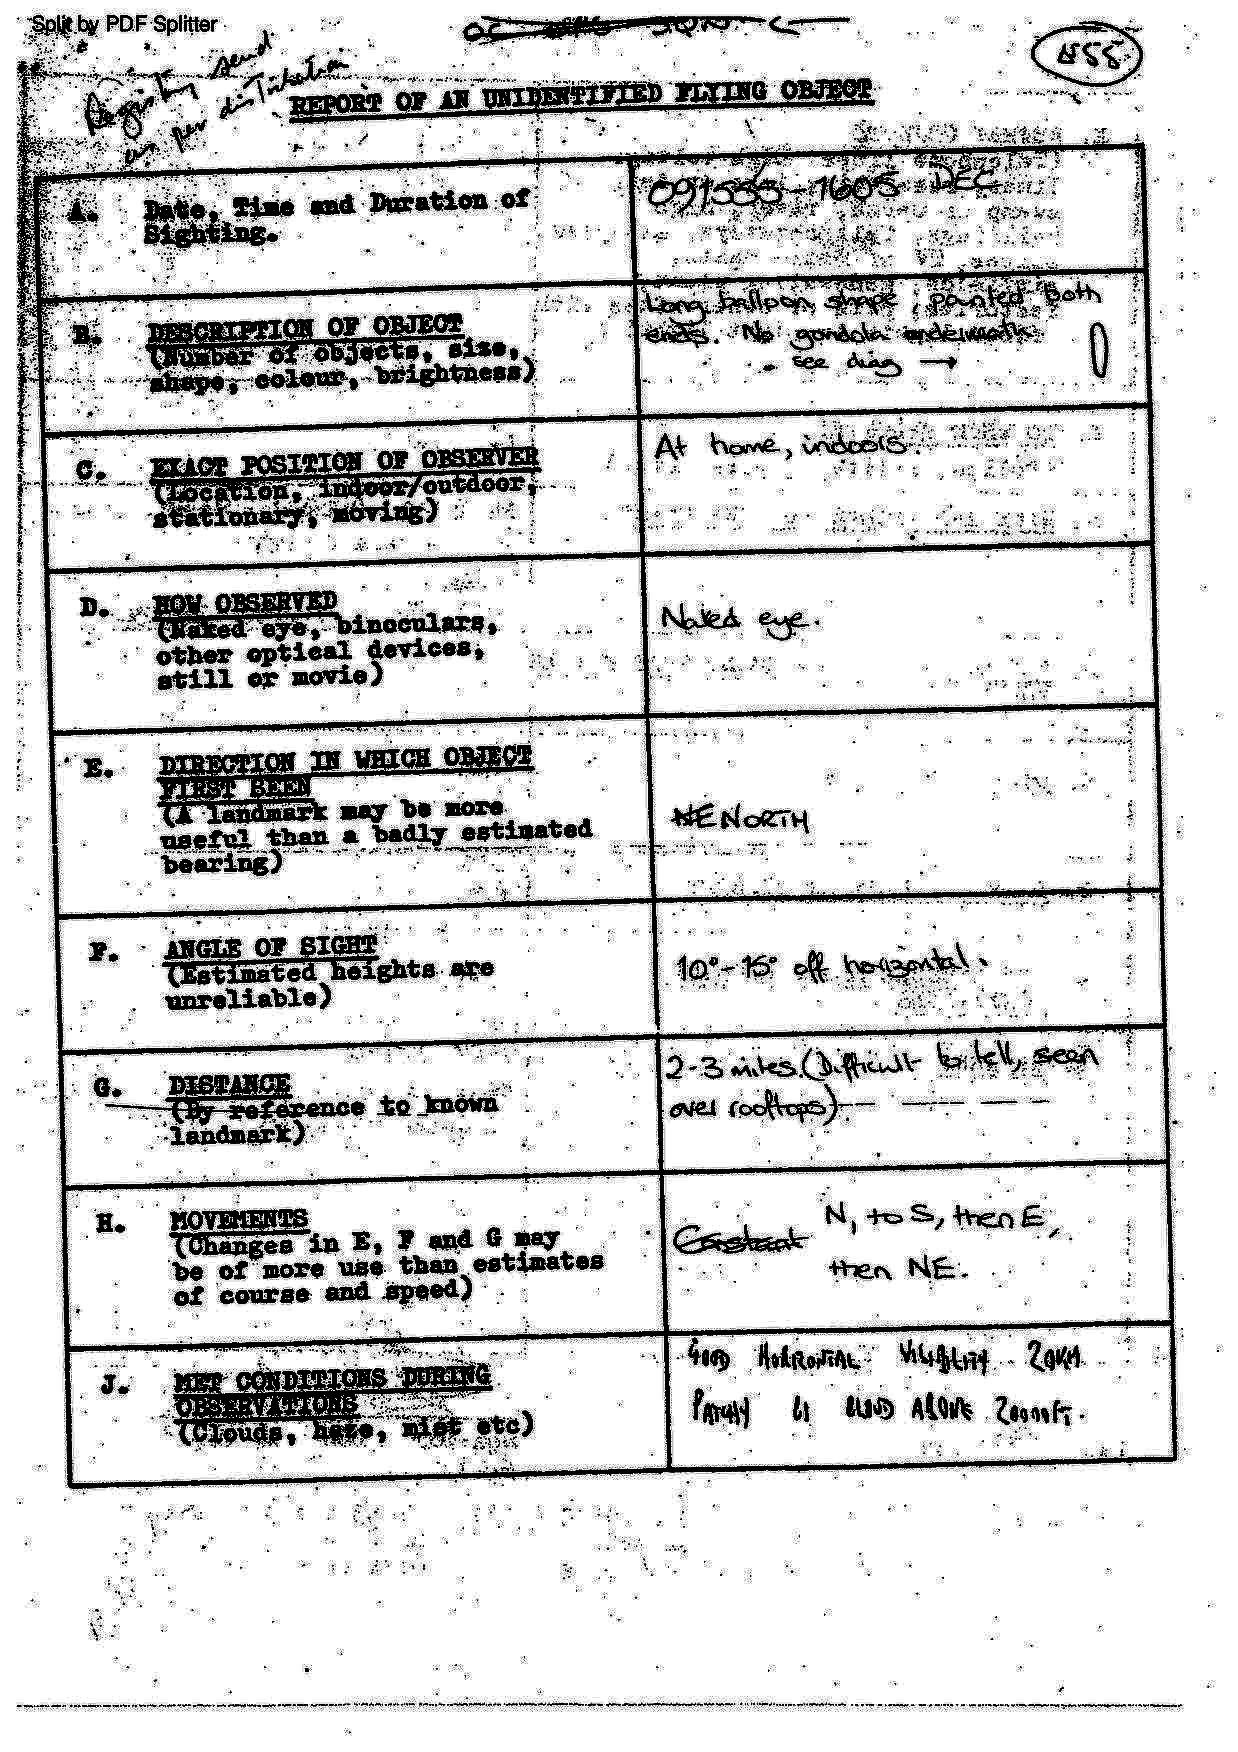 Split by PDF Splitter
Registry send
per distribution
1355
REPORT OF AN UNIDENTIFIED FLYING OBJECT
A. Date, Time and Duration of
Sighting.
091555-1605 DEC
B. DESCRIPTION OF OBJECT
(Number of objects, size,
shape, colour, brightness)
Long balloon shape, pointed both
ends. No gondola underneath
. see diag →
C. EXACT POSITION OF OBSERVER
(Location, indoor/outdoor,
stationary, moving)
At home, indoors.
D. HOW OBSERVED
(Naked eye, binoculars,
other optical devices,
still or movie)
Naked eye.
E. DIRECTION IN WHICH OBJECT
FIRST SEEN
(A landmark may be more
useful than a badly estimated
bearing)
NE NORTH
F. ANGLE OF SIGHT
(Estimated heights are
unreliable)
10° - 15° off horizontal.
G. DISTANCE
(By reference to known
landmark)
2-3 miles. (Difficult to tell, seen
over rooftops)
H. MOVEMENTS
(Changes in E, F and G may
be of more use than estimates
of course and speed)
Constant N, to S, then E,
then NE.
J. MET CONDITIONS DURING
OBSERVATIONS
(Clouds, haze, mist etc)
GOOD HORIZONTAL VISIBILITY 20KM
PATCHY CI CLOUD ABOVE 20000FT.